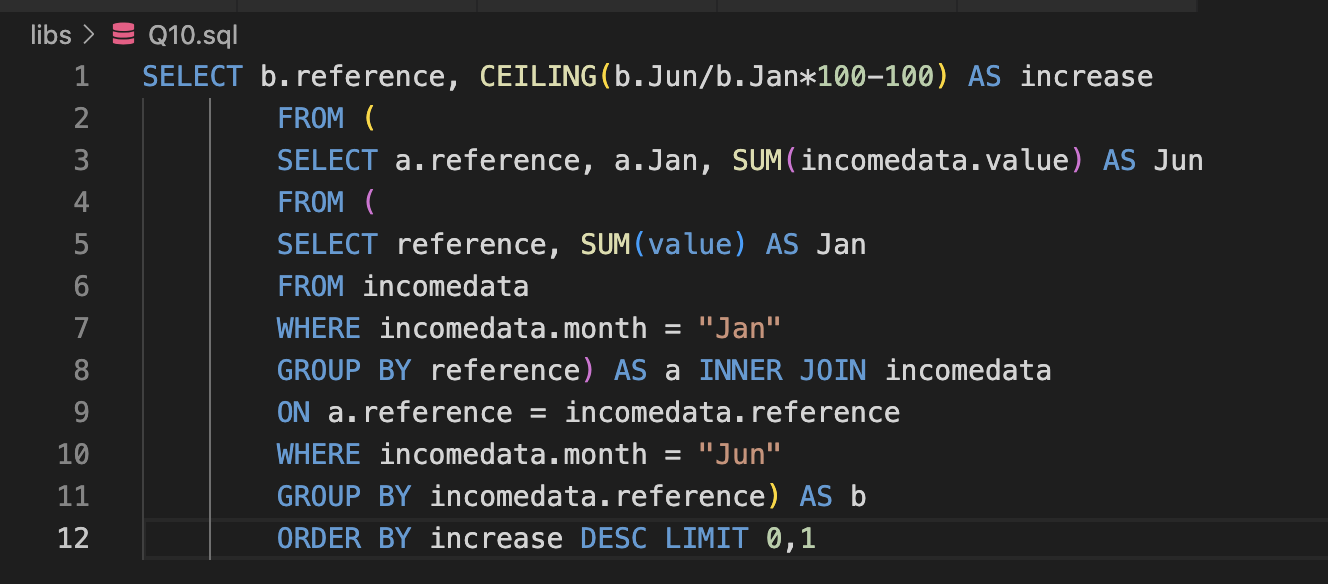 libs > Q10.sql
1 SELECT b.reference, CEILING(b.Jun/b.Jan*100-100) AS increase
2 FROM (
3 SELECT a.reference, a.Jan, SUM(incomedata.value) AS Jun
4 FROM (
5 SELECT reference, SUM(value) AS Jan
6 FROM incomedata
7 WHERE incomedata.month = "Jan"
8 GROUP BY reference) AS a INNER JOIN incomedata
9 ON a.reference = incomedata.reference
10 WHERE incomedata.month = "Jun"
11 GROUP BY incomedata.reference) AS b
12 ORDER BY increase DESC LIMIT 0,1